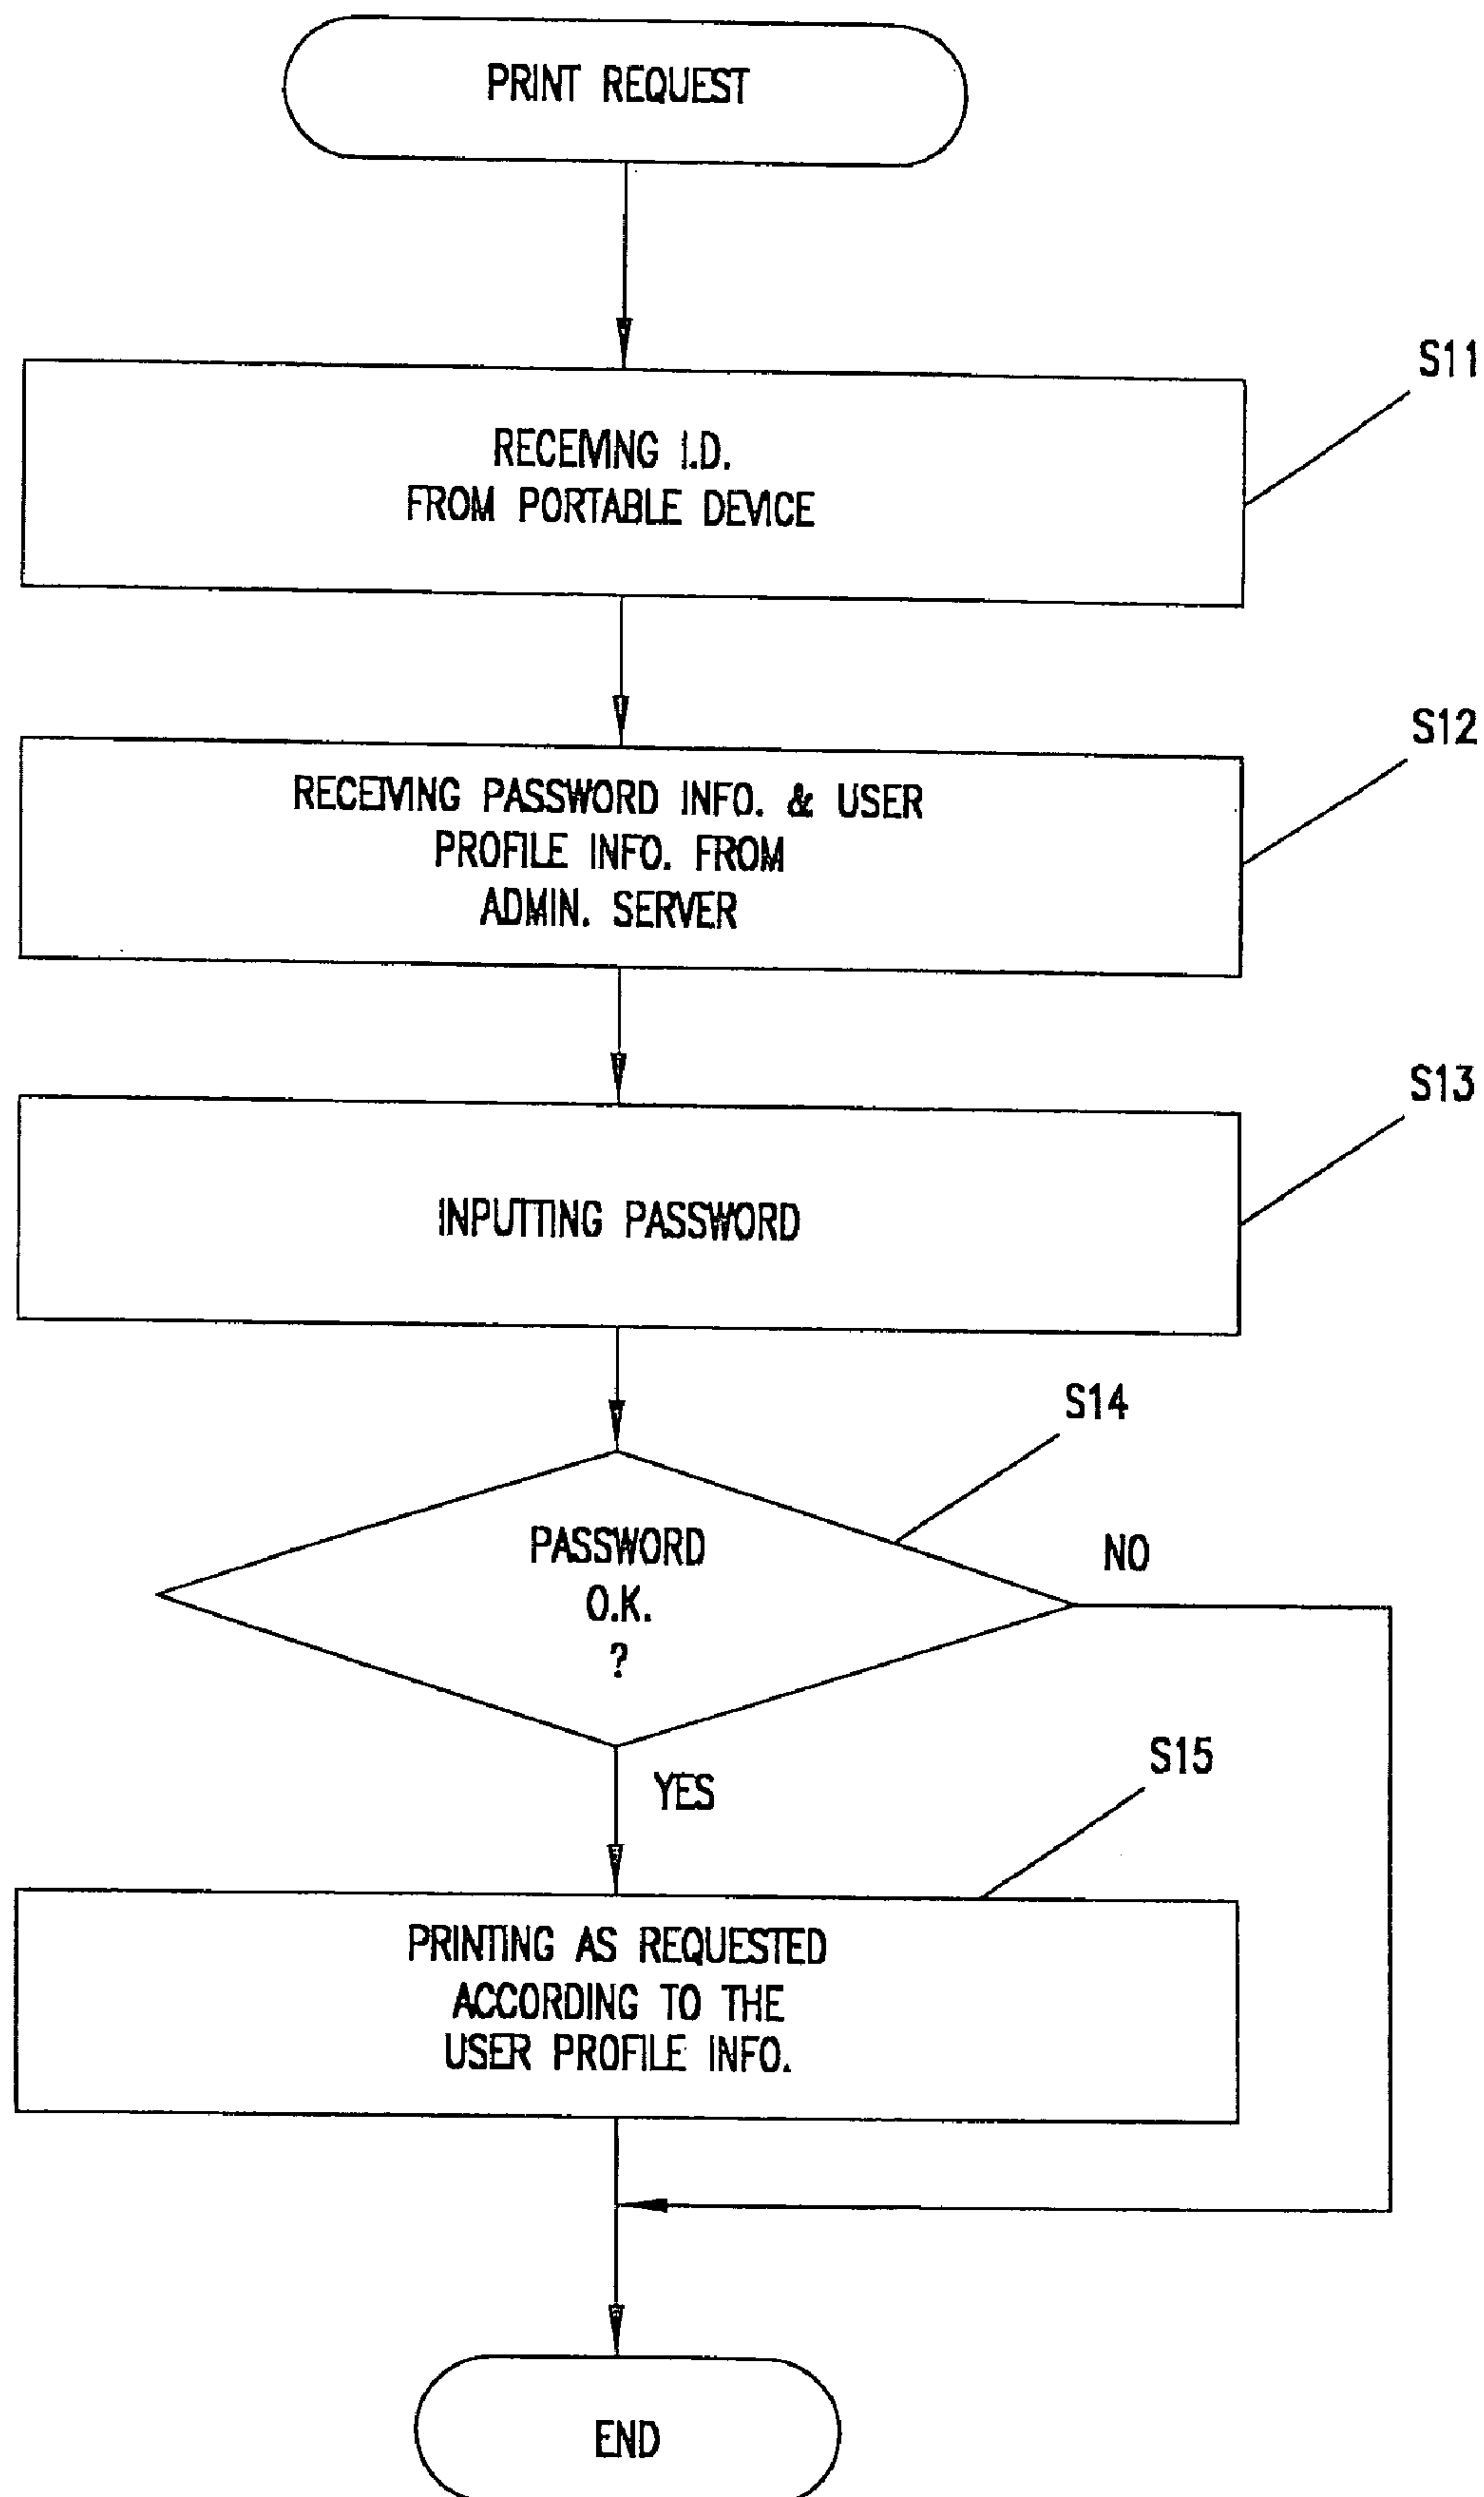 PRINT REQUEST
S11
RECEIVING I.D.
FROM PORTABLE DEVICE
S12
RECEIVING PASSWORD INFO. & USER
PROFILE INFO. FROM
ADMIN. SERVER
S13
INPUTTING PASSWORD
S14
PASSWORD
O.K.
?
NO
YES
S15
PRINTING AS REQUESTED
ACCORDING TO THE
USER PROFILE INFO.
END